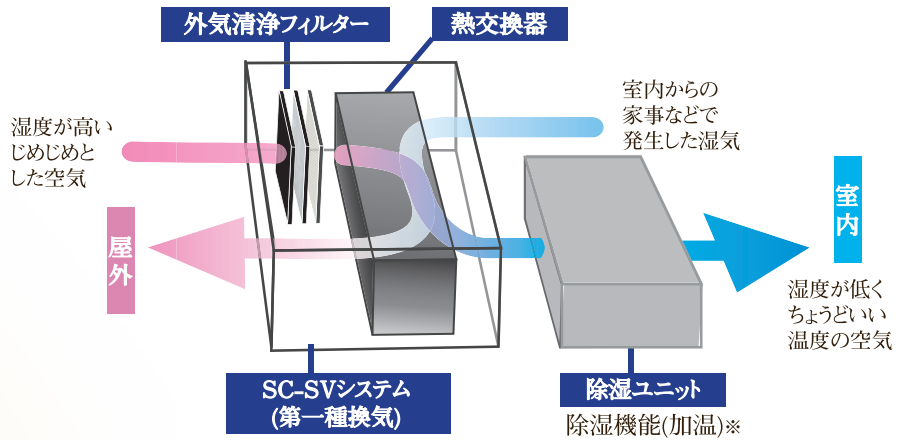 外気清浄フィルター
熱交換器
湿度が高い
じめじめと
した空気
室内からの
家事などで
発生した湿気
屋外
室内
湿度が低く
ちょうどいい
温度の空気
SC-SVシステム
(第一種換気)
除湿ユニット
除湿機能(加温)※